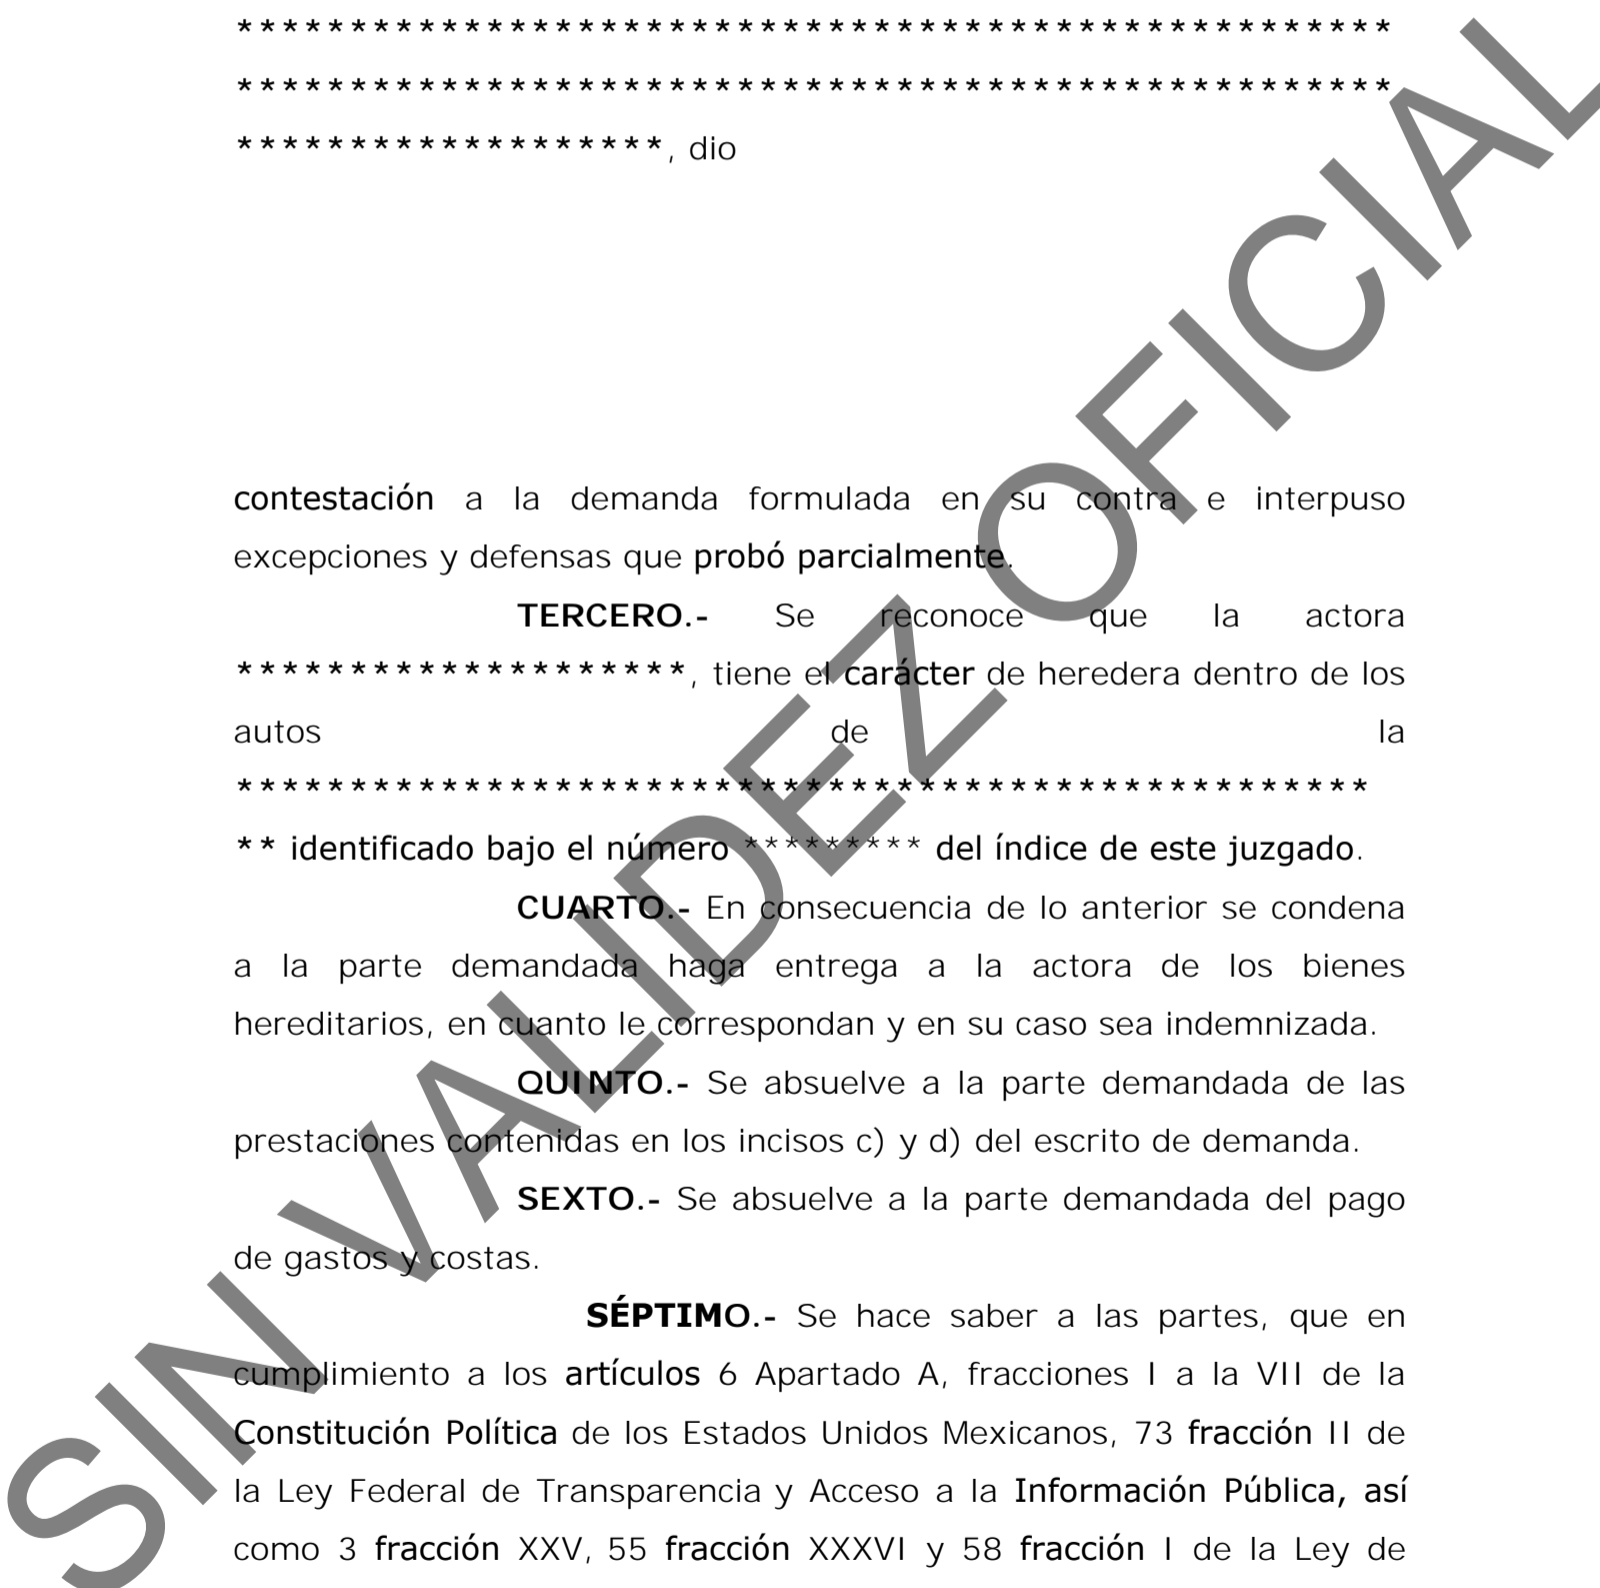 ***************************************************
***************************************************
*******************, dio
contestación a la demanda formulada en su contra e interpuso
excepciones y defensas que probó parcialmente.
TERCERO.- Se reconoce que la actora
********************, tiene el carácter de heredera dentro de los
autos de la
**************************************************
** identificado bajo el número ********* del índice de este juzgado.
CUARTO.- En consecuencia de lo anterior se condena
a la parte demandada haga entrega a la actora de los bienes
hereditarios, en cuanto le correspondan y en su caso sea indemnizada.
QUINTO.- Se absuelve a la parte demandada de las
prestaciones contenidas en los incisos c) y d) del escrito de demanda.
SEXTO.- Se absuelve a la parte demandada del pago
de gastos y costas.
SÉPTIMO.- Se hace saber a las partes, que en
cumplimiento a los artículos 6 Apartado A, fracciones I a la VII de la
Constitución Política de los Estados Unidos Mexicanos, 73 fracción II de
la Ley Federal de Transparencia y Acceso a la Información Pública, así
como 3 fracción XXV, 55 fracción XXXVI y 58 fracción I de la Ley de
SIN VALIDEZ OFICIAL